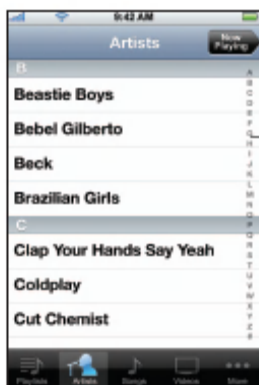 9:42 AM
Artists
Now Playing
B
Beastie Boys
Bebel Gilberto
Beck
Brazilian Girls
C
Clap Your Hands Say Yeah
Coldplay
Cut Chemist
A
B
C
D
E
F
G
H
I
J
K
L
M
N
O
P
Q
R
S
T
U
V
W
X
Y
Z
#
Playlists
Artists
Songs
Videos
More